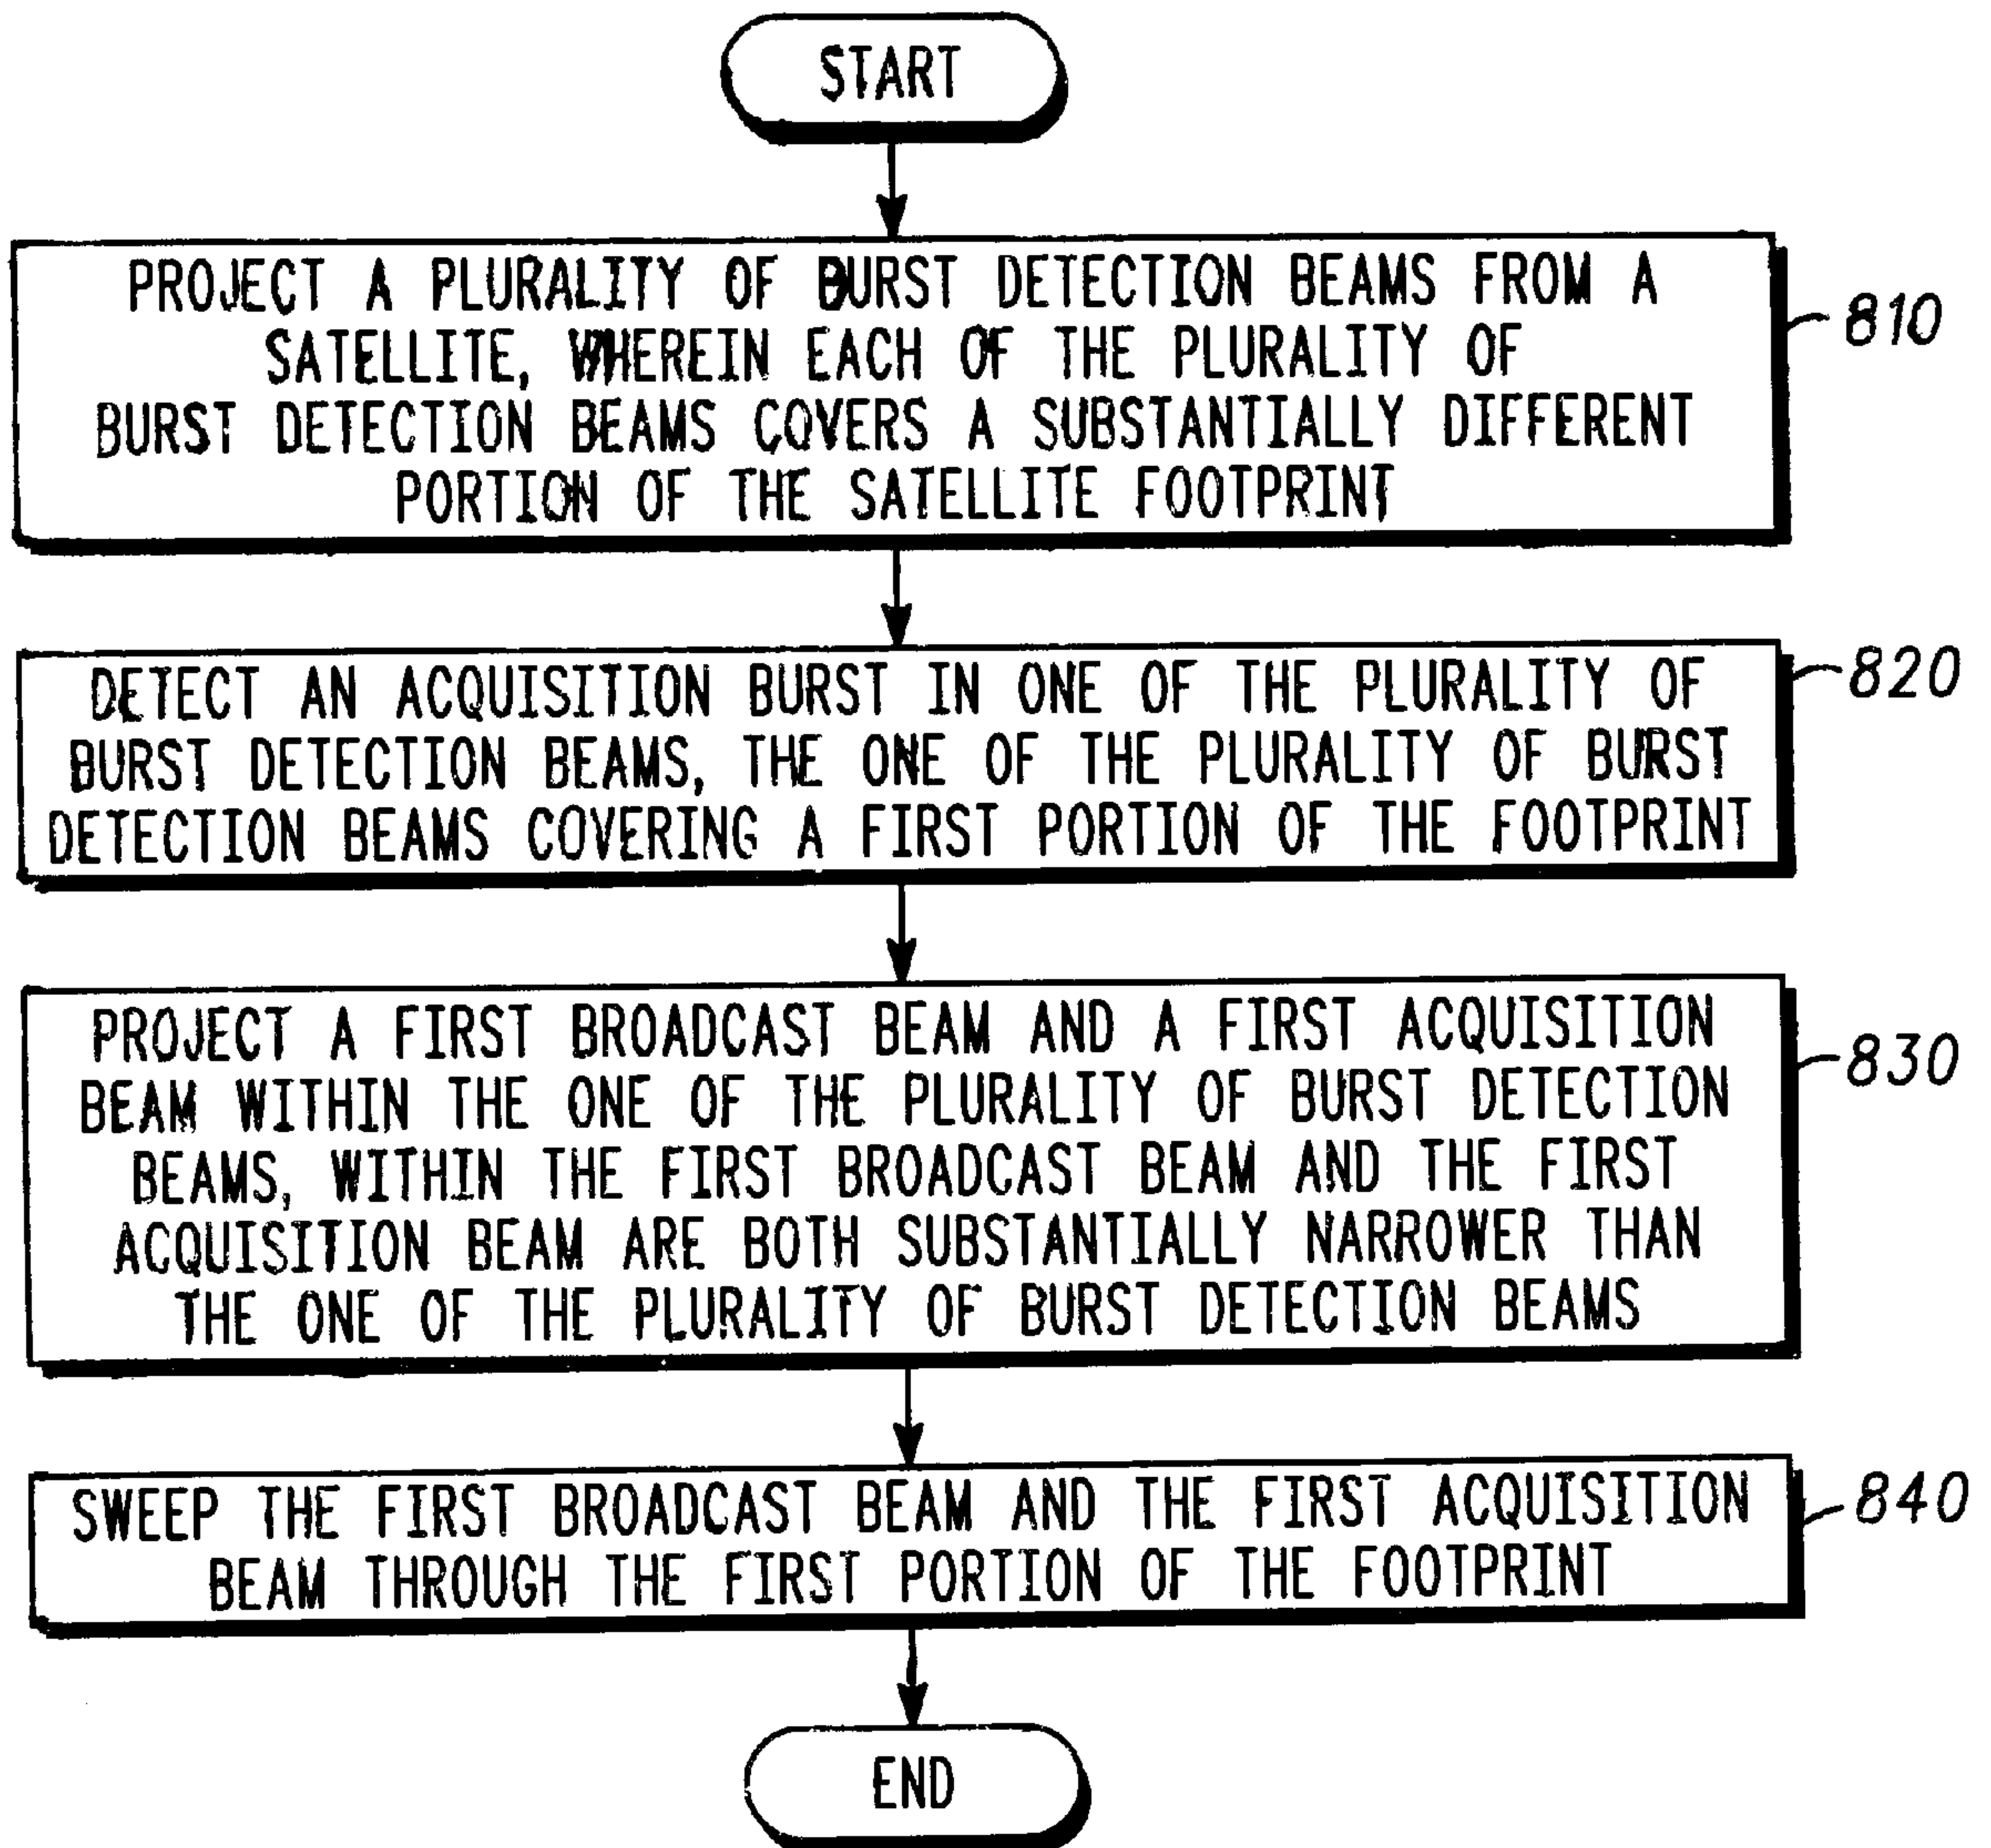 START
PROJECT A PLURALITY OF BURST DETECTION BEAMS FROM A
SATELLITE, WHEREIN EACH OF THE PLURALITY OF
BURST DETECTION BEAMS COVERS A SUBSTANTIALLY DIFFERENT
PORTION OF THE SATELLITE FOOTPRINT
810
DETECT AN ACQUISITION BURST IN ONE OF THE PLURALITY OF
BURST DETECTION BEAMS, THE ONE OF THE PLURALITY OF BURST
DETECTION BEAMS COVERING A FIRST PORTION OF THE FOOTPRINT
820
PROJECT A FIRST BROADCAST BEAM AND A FIRST ACQUISITION
BEAM WITHIN THE ONE OF THE PLURALITY OF BURST DETECTION
BEAMS, WITHIN THE FIRST BROADCAST BEAM AND THE FIRST
ACQUISITION BEAM ARE BOTH SUBSTANTIALLY NARROWER THAN
THE ONE OF THE PLURALITY OF BURST DETECTION BEAMS
830
SWEEP THE FIRST BROADCAST BEAM AND THE FIRST ACQUISITION
BEAM THROUGH THE FIRST PORTION OF THE FOOTPRINT
840
END